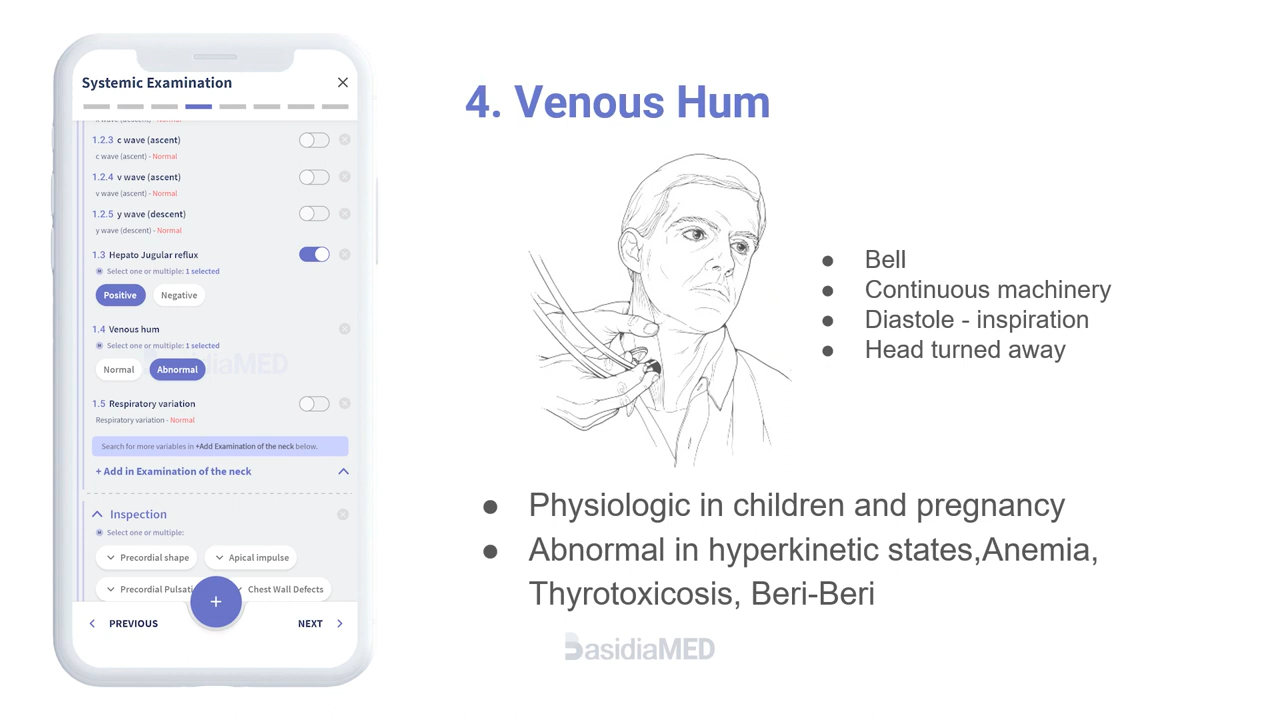 Systemic Examination
1.2.3 c wave (ascent)
c wave (ascent) - Normal
1.2.4 v wave (ascent)
v wave (ascent) - Normal
1.2.5 y wave (descent)
y wave (descent) - Normal
1.3 Hepato Jugular reflux
Select one or multiple: 1 selected
Positive Negative
1.4 Venous hum
Select one or multiple: 1 selected
Normal Abnormal
1.5 Respiratory variation
Respiratory variation - Normal
Search for more variables in +Add Examination of the neck below.
+ Add in Examination of the neck
Inspection
Select one or multiple:
Precordial shape Apical impulse
Precordial Pulsati Chest Wall Defects
+
PREVIOUS NEXT
4. Venous Hum
● Bell
● Continuous machinery
● Diastole - inspiration
● Head turned away
● Physiologic in children and pregnancy
● Abnormal in hyperkinetic states,Anemia,
Thyrotoxicosis, Beri-Beri
BasidiaMED